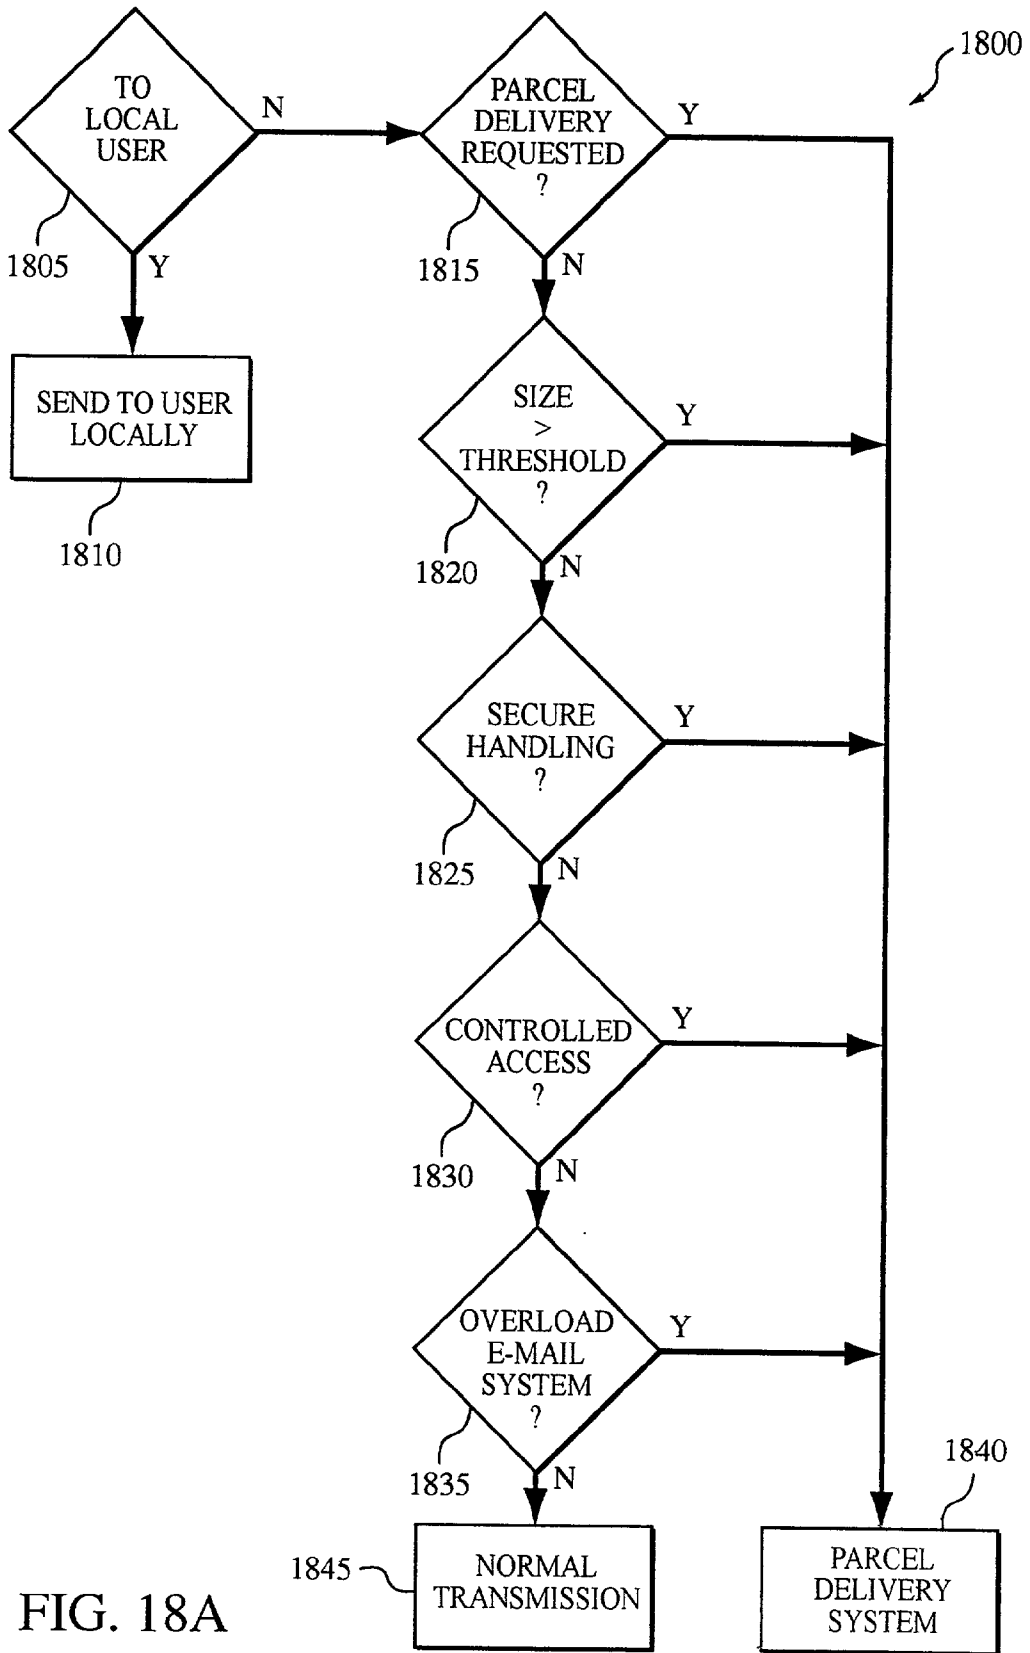 1800
TO
LOCAL
USER
N
Y
1805
SEND TO USER
LOCALLY
1810
PARCEL
DELIVERY
REQUESTED
?
Y
N
1815
SIZE
>
THRESHOLD
?
Y
N
1820
SECURE
HANDLING
?
Y
N
1825
CONTROLLED
ACCESS
?
Y
N
1830
OVERLOAD
E-MAIL
SYSTEM
?
Y
N
1835
1840
1845
NORMAL
TRANSMISSION
PARCEL
DELIVERY
SYSTEM
FIG. 18A